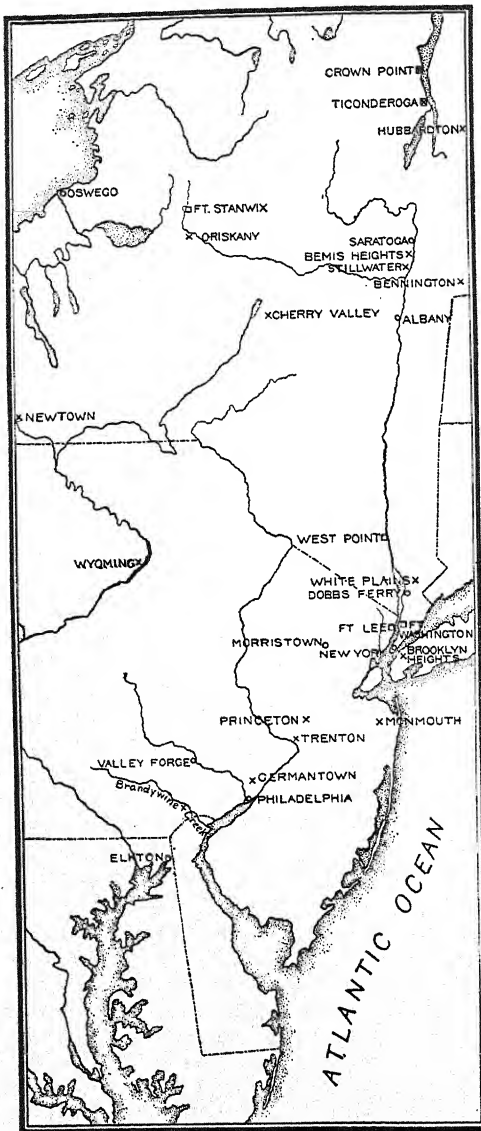 CROWN POINT
TICONDEROGA
HUBBARDTON
OSWEGO
FT. STANWIX
ORISKANY
SARATOGA
BEMIS HEIGHTS
STILLWATER
BENNINGTON
CHERRY VALLEY
ALBANY
NEWTOWN
WEST POINT
WYOMING
WHITE PLAINS
DOBBS FERRY
FT LEE
FT
WASHINGTON
MORRISTOWN
NEW YORK
BROOKLYN
HEIGHTS
PRINCETON
MONMOUTH
TRENTON
VALLEY FORGE
GERMANTOWN
Brandywine Creek
PHILADELPHIA
ELKTON
ATLANTIC OCEAN